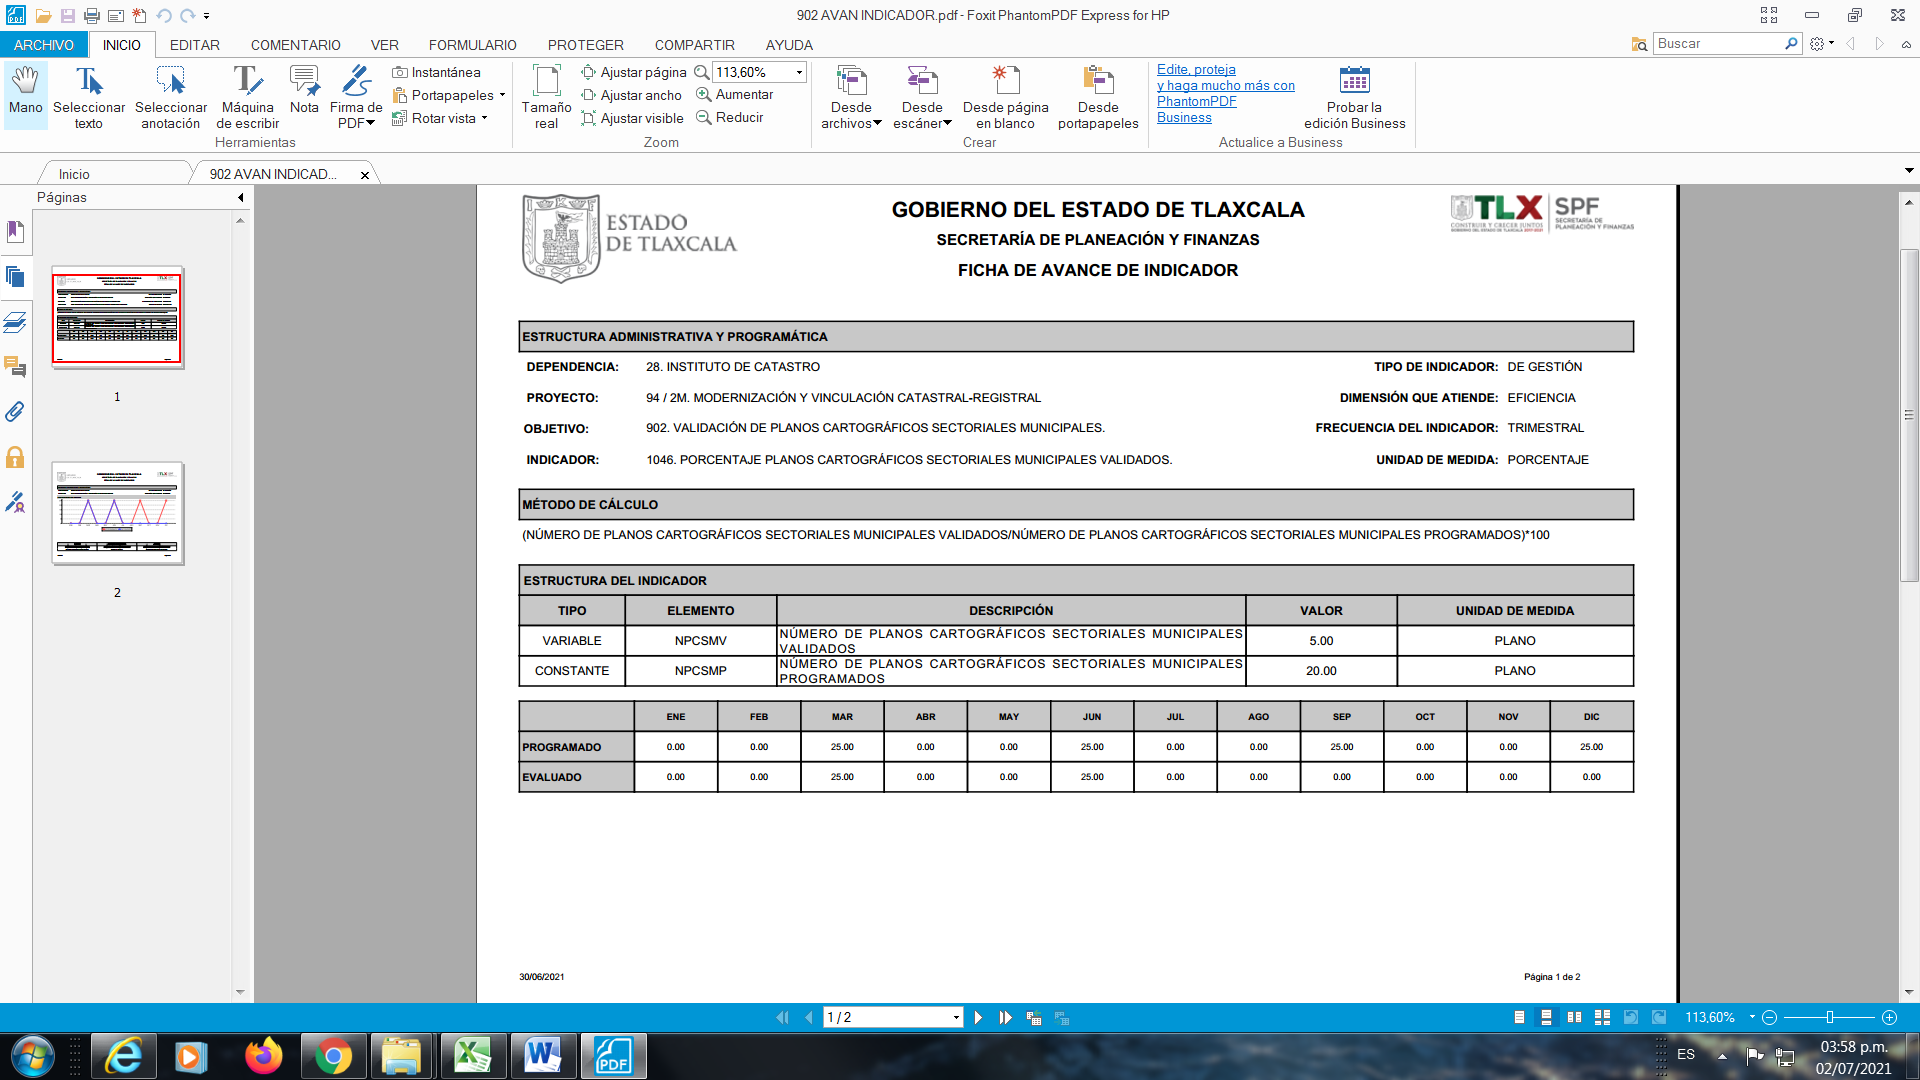 902 AVAN INDICADOR.pdf - Foxit PhantomPDF Express for HP
ARCHIVO INICIO EDITAR COMENTARIO VER FORMULARIO PROTEGER COMPARTIR AYUDA
Buscar
Mano
Seleccionar texto
Seleccionar anotación
Máquina de escribir
Nota
Firma de PDF
Instantánea
Portapapeles
Rotar vista
Herramientas
Tamaño real
Ajustar página
Ajustar ancho
Ajustar visible
113,60%
Aumentar
Reducir
Zoom
Desde archivos
Desde escáner
Desde página en blanco
Desde portapapeles
Crear
Edite, proteja
y haga mucho más con
PhantomPDF
Business
Probar la edición Business
Actualice a Business
Inicio
902 AVAN INDICAD...
Páginas
1
2
ESTADO
DE TLAXCALA
GOBIERNO DEL ESTADO DE TLAXCALA
SECRETARÍA DE PLANEACIÓN Y FINANZAS
FICHA DE AVANCE DE INDICADOR
TLX
CONSTRUIR Y CRECER JUNTOS
GOBIERNO DEL ESTADO DE TLAXCALA 2017-2021
SPF
SECRETARÍA DE
PLANEACIÓN Y FINANZAS
ESTRUCTURA ADMINISTRATIVA Y PROGRAMÁTICA
DEPENDENCIA: 28. INSTITUTO DE CATASTRO TIPO DE INDICADOR: DE GESTIÓN
PROYECTO: 94 / 2M. MODERNIZACIÓN Y VINCULACIÓN CATASTRAL-REGISTRAL DIMENSIÓN QUE ATIENDE: EFICIENCIA
OBJETIVO: 902. VALIDACIÓN DE PLANOS CARTOGRÁFICOS SECTORIALES MUNICIPALES. FRECUENCIA DEL INDICADOR: TRIMESTRAL
INDICADOR: 1046. PORCENTAJE PLANOS CARTOGRÁFICOS SECTORIALES MUNICIPALES VALIDADOS. UNIDAD DE MEDIDA: PORCENTAJE
MÉTODO DE CÁLCULO
(NÚMERO DE PLANOS CARTOGRÁFICOS SECTORIALES MUNICIPALES VALIDADOS/NÚMERO DE PLANOS CARTOGRÁFICOS SECTORIALES MUNICIPALES PROGRAMADOS)*100
ESTRUCTURA DEL INDICADOR
TIPO ELEMENTO DESCRIPCIÓN VALOR UNIDAD DE MEDIDA
VARIABLE NPCSMV NÚMERO DE PLANOS CARTOGRÁFICOS SECTORIALES MUNICIPALES VALIDADOS 5.00 PLANO
CONSTANTE NPCSMP NÚMERO DE PLANOS CARTOGRÁFICOS SECTORIALES MUNICIPALES PROGRAMADOS 20.00 PLANO
ENE FEB MAR ABR MAY JUN JUL AGO SEP OCT NOV DIC
PROGRAMADO 0.00 0.00 25.00 0.00 0.00 25.00 0.00 0.00 25.00 0.00 0.00 25.00
EVALUADO 0.00 0.00 25.00 0.00 0.00 25.00 0.00 0.00 0.00 0.00 0.00 0.00
30/06/2021 Página 1 de 2
1 / 2
113,60%
ES
03:58 p.m.
02/07/2021